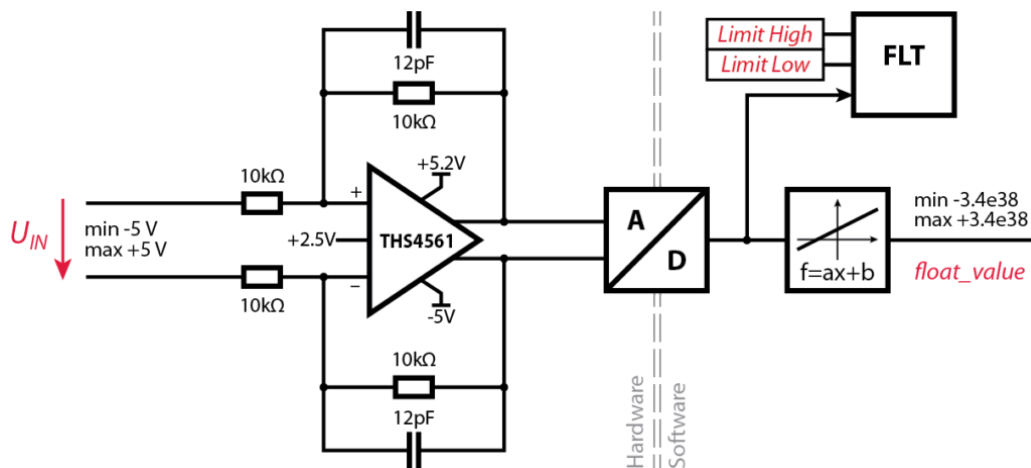 12pF
10kΩ
10kΩ
+
+5.2V
U_IN
min -5 V
max +5 V
+2.5V
THS4561
−
10kΩ
-5V
10kΩ
12pF
A
D
Hardware
Software
Limit High
Limit Low
FLT
f=ax+b
min -3.4e38
max +3.4e38
float_value